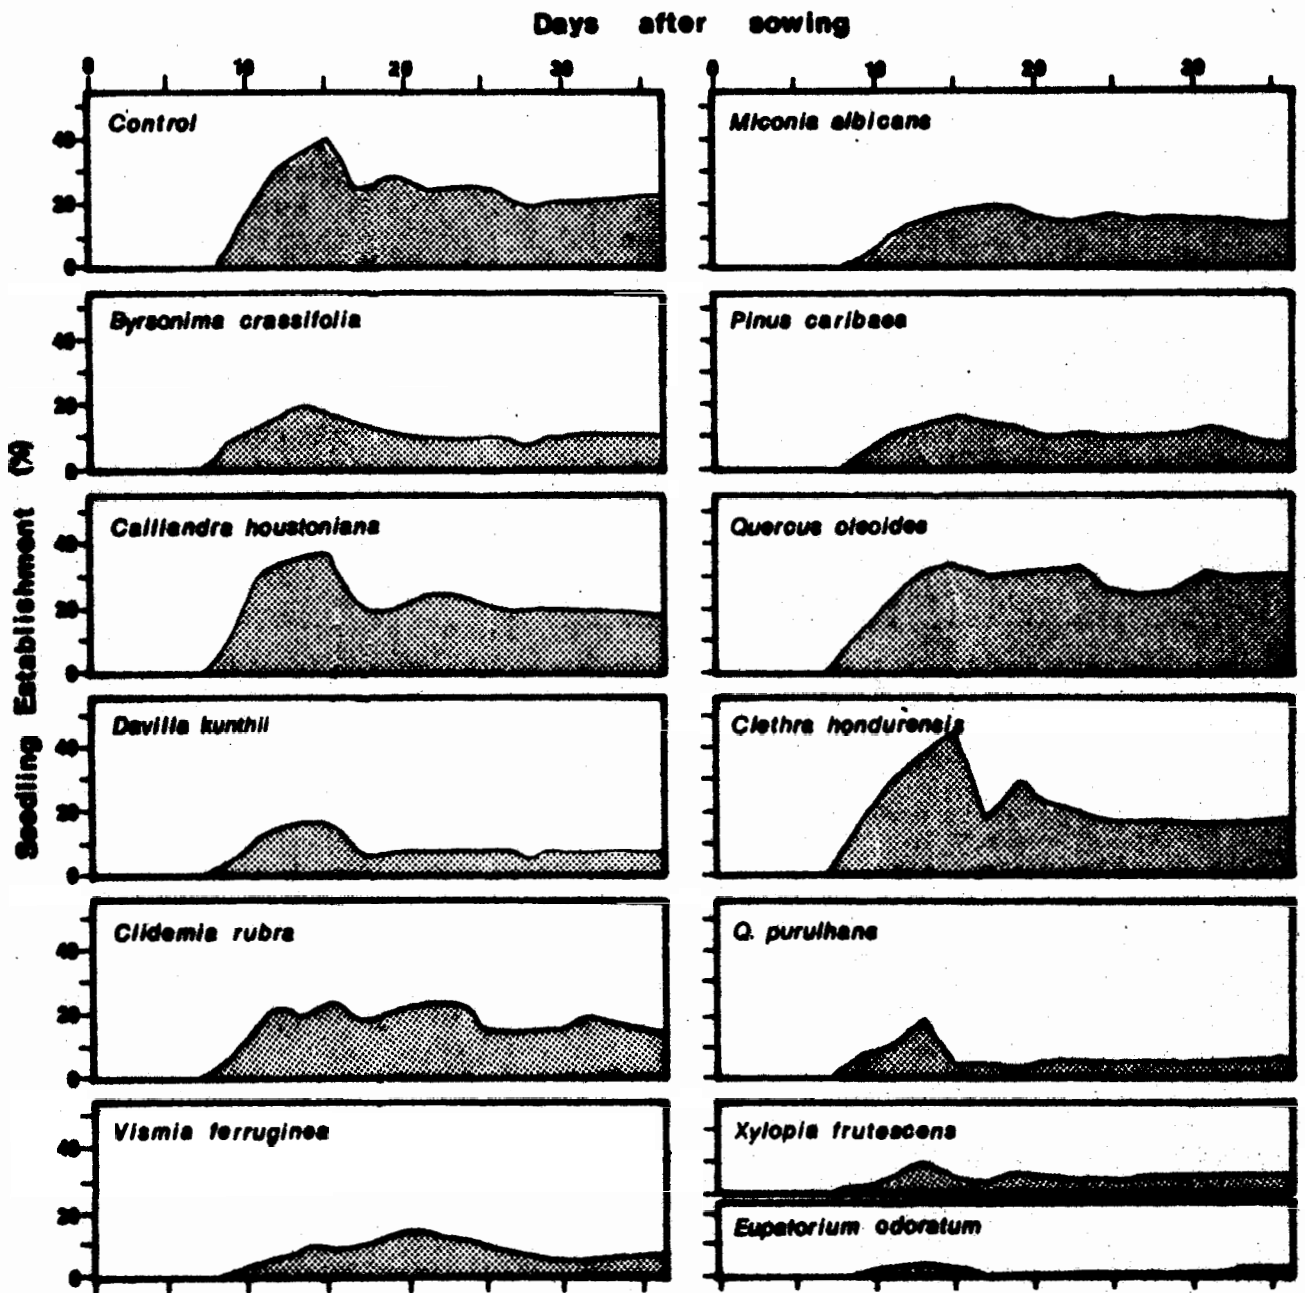 Days after sowing
0 10 20 30 0 10 20 30
Control
Miconia albicans
40
20
0
Byrsonima crassifolia
Pinus caribaea
40
20
0
Calliandra houstoniana
Quercus oleoides
40
20
0
Davilla kunthii
Clethra hondurensis
40
20
0
Clidemia rubra
Q. purulhana
40
20
0
Vismia ferruginea
Xylopia frutescens
40
20
0
Eupatorium odoratum
Seedling Establishment (%)